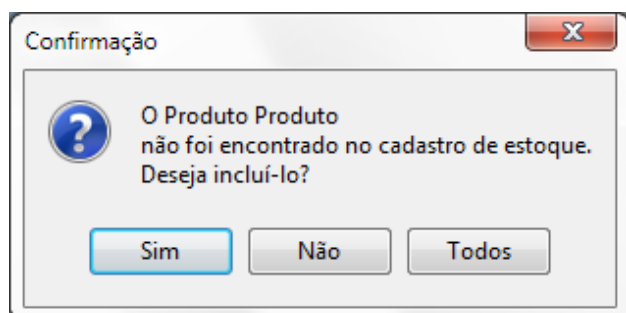 Confirmação
O Produto Produto
não foi encontrado no cadastro de estoque.
Deseja incluí-lo?
Sim
Não
Todos